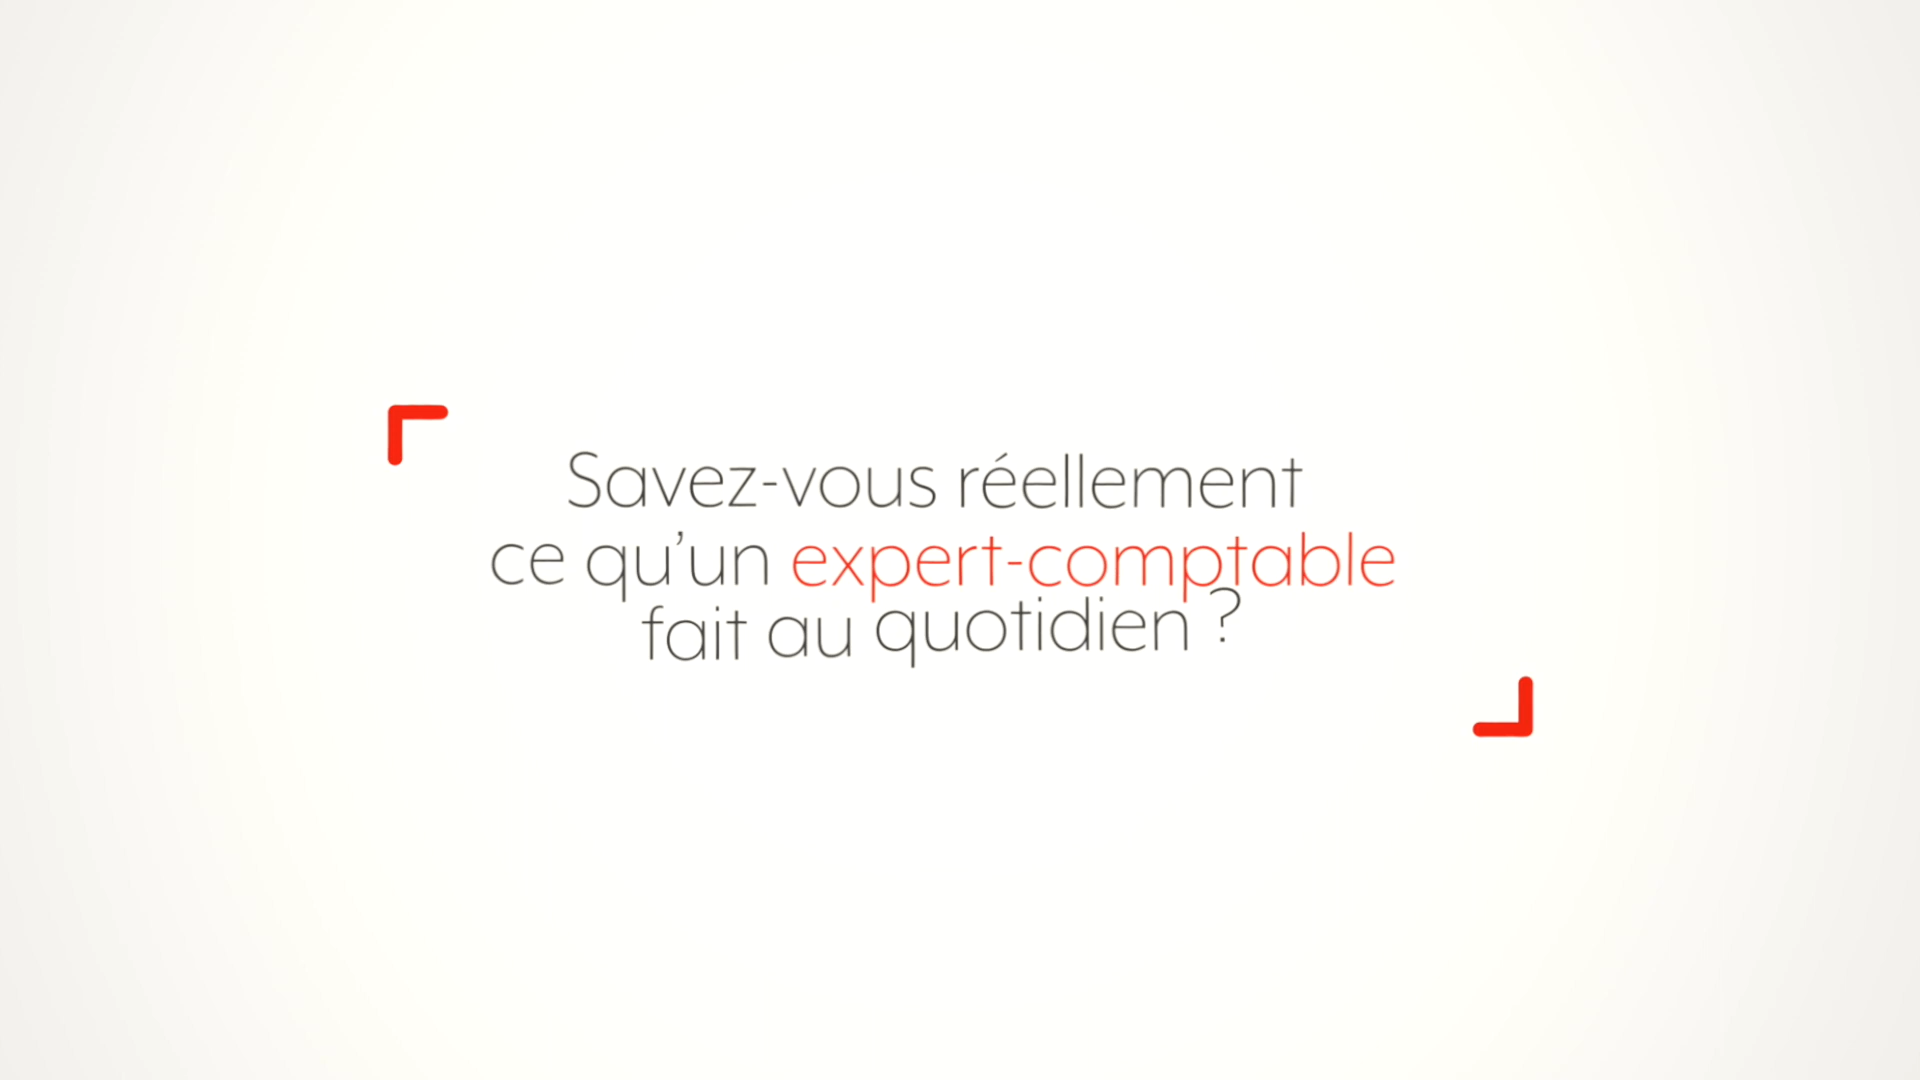 Savez-vous réellement
ce qu’un expert-comptable
fait au quotidien ?